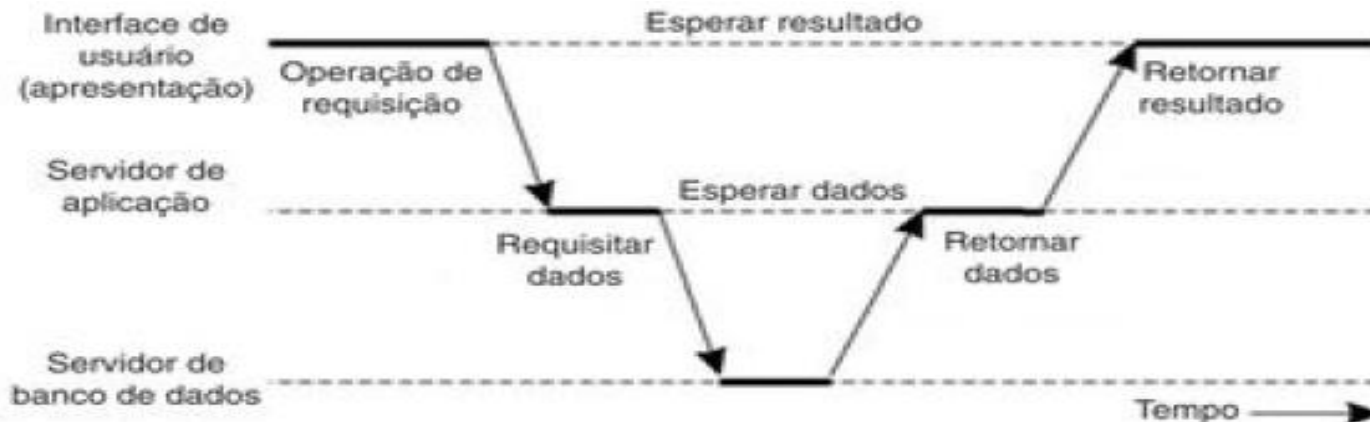 Interface de
usuário
(apresentação)
Esperar resultado
Operação de
requisição
Retornar
resultado
Servidor de
aplicação
Esperar dados
Requisitar
dados
Retornar
dados
Servidor de
banco de dados
Tempo